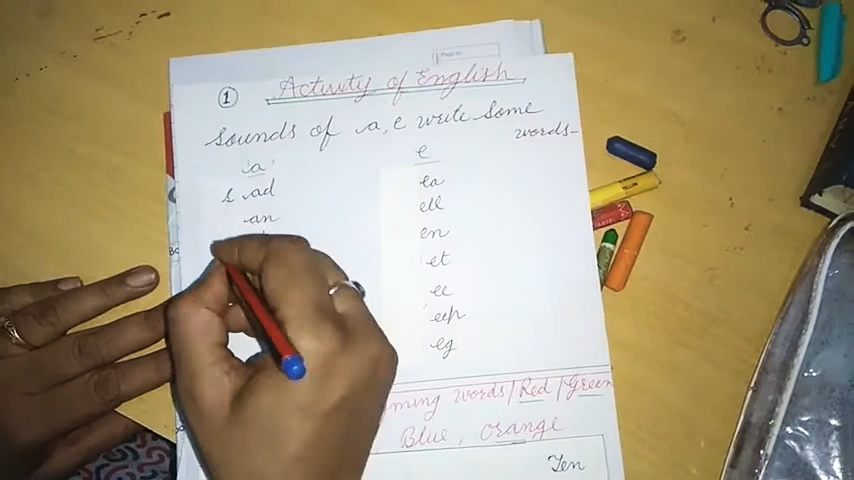 1
Activity of English
Sounds of a, e write some
words-
'a'
e
s ad
ea
an
ell
en
et
ee
eep
eg
words/Red/Green
Blue, orange
Ten